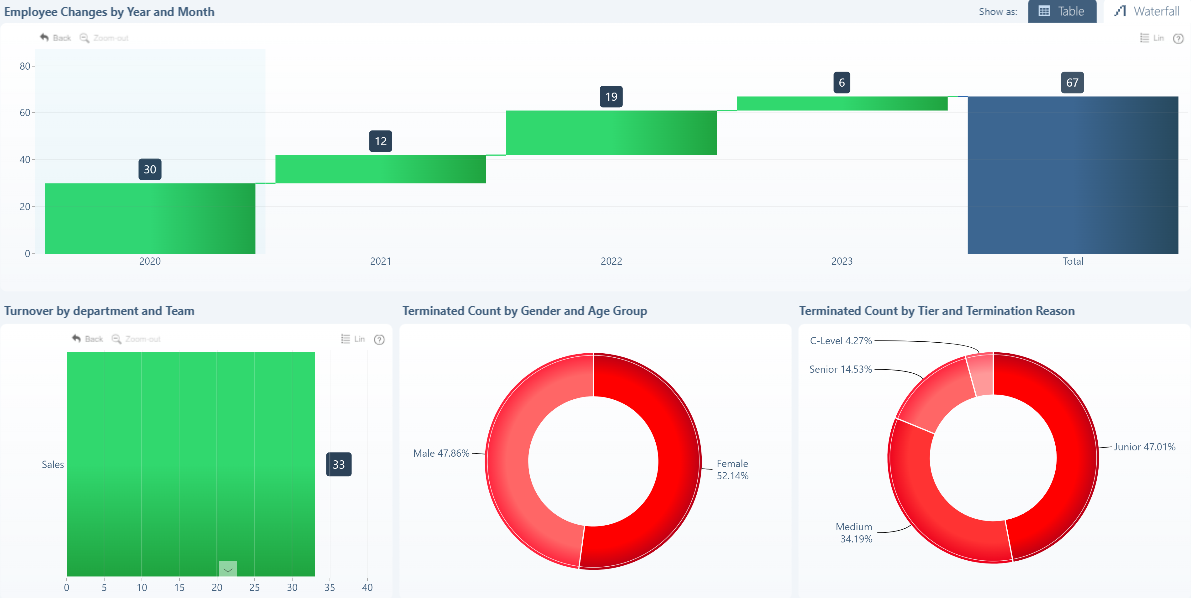 Employee Changes by Year and Month
Show as:
Table
Waterfall
Back
Zoom out
Lin
?
80
60
40
20
0
30
12
19
6
67
2020
2021
2022
2023
Total
Turnover by department and Team
Back
Zoom out
Lin
?
Sales
33
0
5
10
15
20
25
30
35
40
Terminated Count by Gender and Age Group
Male 47.86%
Female
52.14%
Terminated Count by Tier and Termination Reason
C-Level 4.27%
Senior 14.53%
Junior 47.01%
Medium
34.19%